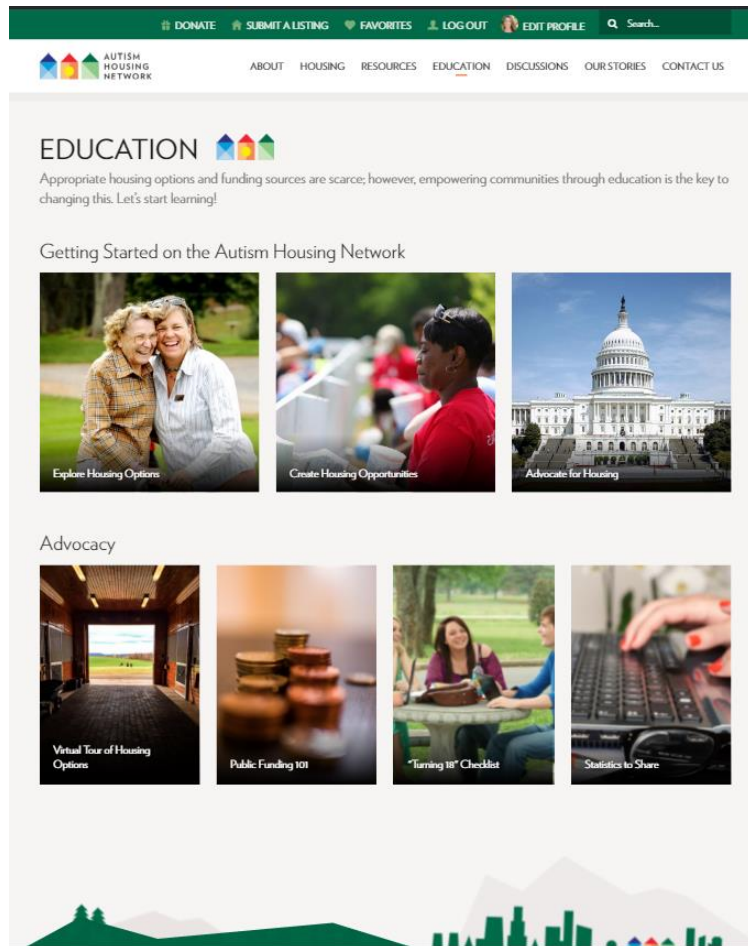 DONATE SUBMIT A LISTING FAVORITES LOG OUT EDIT PROFILE Search...
AUTISM
HOUSING
NETWORK
ABOUT HOUSING RESOURCES EDUCATION DISCUSSIONS OUR STORIES CONTACT US
EDUCATION
Appropriate housing options and funding sources are scarce; however, empowering communities through education is the key to
changing this. Let's start learning!
Getting Started on the Autism Housing Network
Explore Housing Options
Create Housing Opportunities
Advocate for Housing
Advocacy
Virtual Tour of Housing
Options
Public Funding 101
"Turning 18" Checklist
Statistics to Share